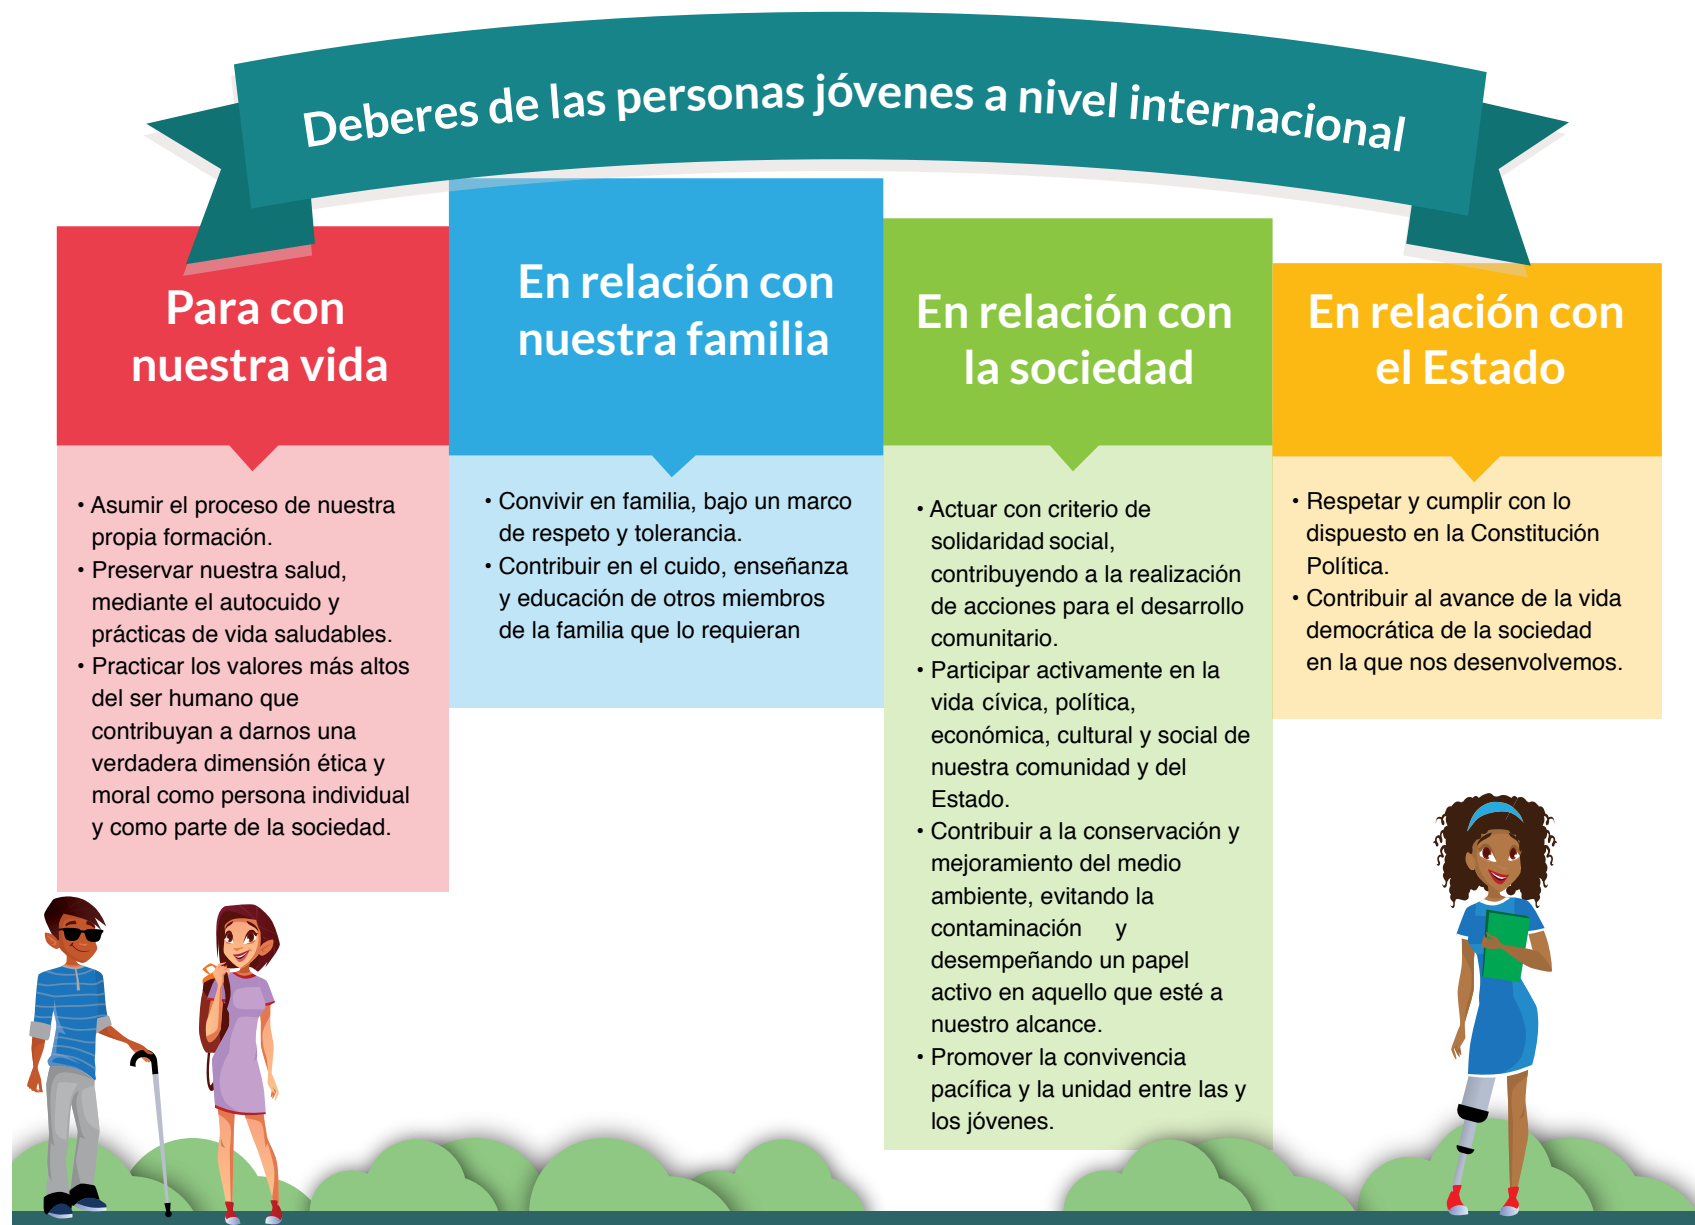 Deberes de las personas jóvenes a nivel internacional
Para con
nuestra vida
• Asumir el proceso de nuestra
propia formación.
• Preservar nuestra salud,
mediante el autocuido y
prácticas de vida saludables.
• Practicar los valores más altos
del ser humano que
contribuyan a darnos una
verdadera dimensión ética y
moral como persona individual
y como parte de la sociedad.
En relación con
nuestra familia
• Convivir en familia, bajo un marco
de respeto y tolerancia.
• Contribuir en el cuido, enseñanza
y educación de otros miembros
de la familia que lo requieran
En relación con
la sociedad
• Actuar con criterio de
solidaridad social,
contribuyendo a la realización
de acciones para el desarrollo
comunitario.
• Participar activamente en la
vida cívica, política,
económica, cultural y social de
nuestra comunidad y del
Estado.
• Contribuir a la conservación y
mejoramiento del medio
ambiente, evitando la
contaminación y
desempeñando un papel
activo en aquello que esté a
nuestro alcance.
• Promover la convivencia
pacífica y la unidad entre las y
los jóvenes.
En relación con
el Estado
• Respetar y cumplir con lo
dispuesto en la Constitución
Política.
• Contribuir al avance de la vida
democrática de la sociedad
en la que nos desenvolvemos.